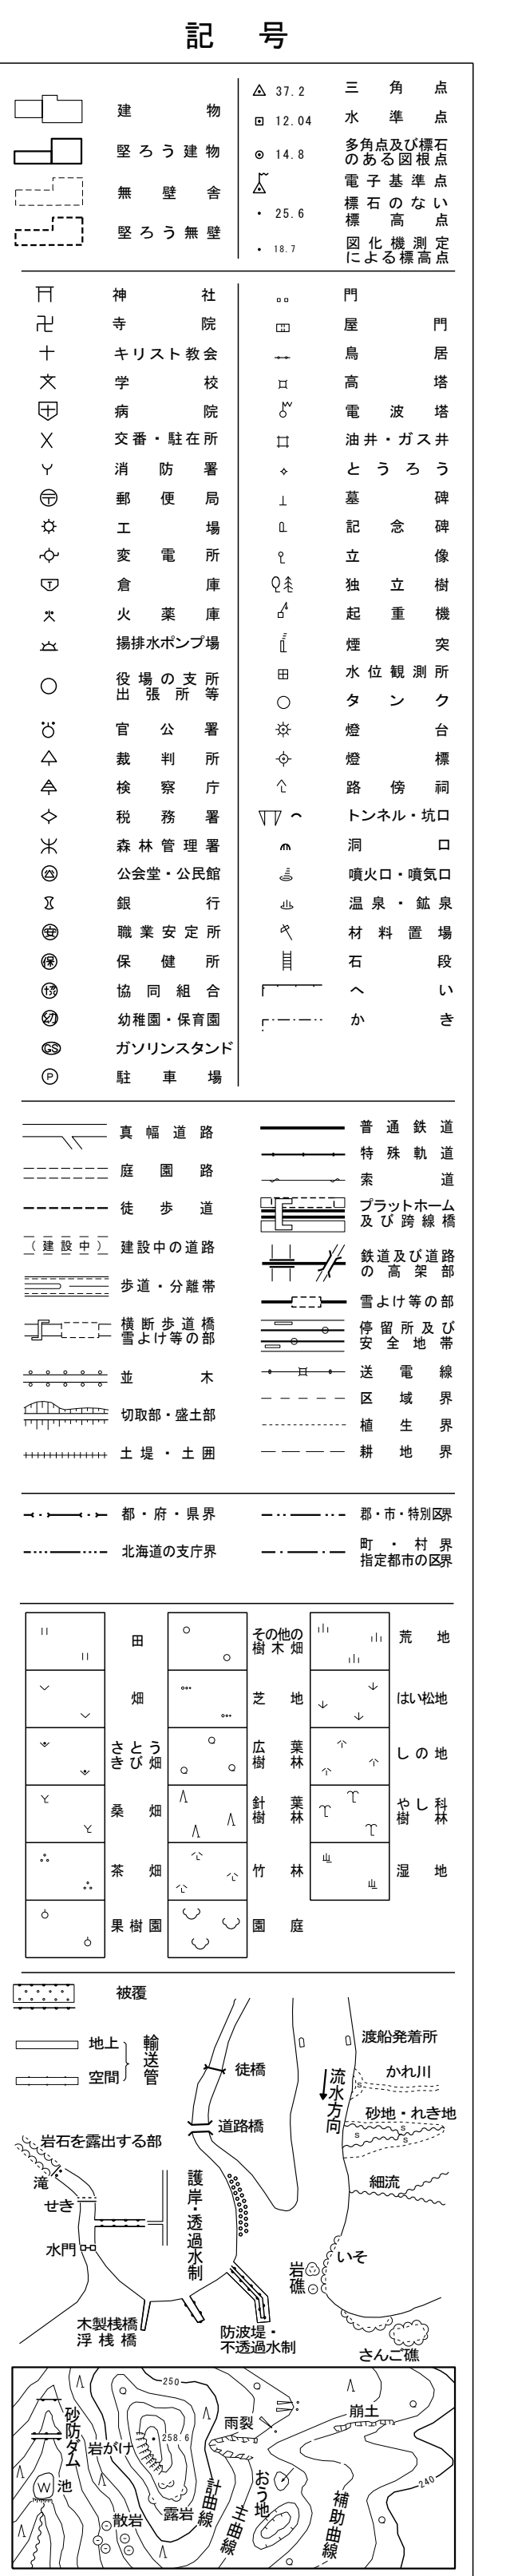 記 号
建物
堅ろう建物
無壁舎
堅ろう無壁
37.2 三角点
12.04 水準点
14.8 多角点及び標石
のある図根点
電子基準点
25.6 標石のない
標高点
18.7 図化機測定
による標高点
神社
寺院
キリスト教会
学校
病院
交番・駐在所
消防署
郵便局
工場
変電所
T 倉庫
火薬庫
揚排水ポンプ場
役場の支所
出張所等
官公署
裁判所
検察庁
税務署
森林管理署
公 公会堂・公民館
銀行
安 職業安定所
保 保健所
協 協同組合
幼 幼稚園・保育園
GS ガソリンスタンド
P 駐車場
門
屋門
鳥居
高塔
電波塔
油井・ガス井
とうろう
墓碑
記念碑
立像
独立樹
起重機
煙突
水位観測所
タンク
燈台
燈標
路傍祠
トンネル・坑口
洞口
噴火口・噴気口
温泉・鉱泉
材料置場
石段
へい
かき
真幅道路
庭園路
徒歩道
(建設中) 建設中の道路
歩道・分離帯
横断歩道橋
雪よけ等の部
並木
切取部・盛土部
土堤・土囲
普通鉄道
特殊軌道
索道
プラットホーム
及び跨線橋
鉄道及び道路
の高架部
雪よけ等の部
停留所及び
安全地帯
送電線
区域界
植生界
耕地界
都・府・県界
北海道の支庁界
郡・市・特別区界
町・村界
指定都市の区界
田
畑
さとう
きび畑
桑畑
茶畑
果樹園
その他の
樹木畑
芝地
広葉
樹林
針葉
樹林
竹林
園庭
荒地
はい松地
しの地
やし科
樹林
湿地
被覆
地上
空間
輸送管
徒橋
道路橋
渡船発着所
かれ川
流水方向
砂地・れき地
S
S
S
細流
岩石を露出する部
滝
せき
水門
護岸・透過水制
木製桟橋
浮桟橋
防波堤・
不透過水制
いそ
岩礁
さんご礁
250
砂防ダム
岩がけ
258.6
雨裂
崩土
W 池
散岩
露岩
計曲線
主曲線
おう地
補助曲線
240